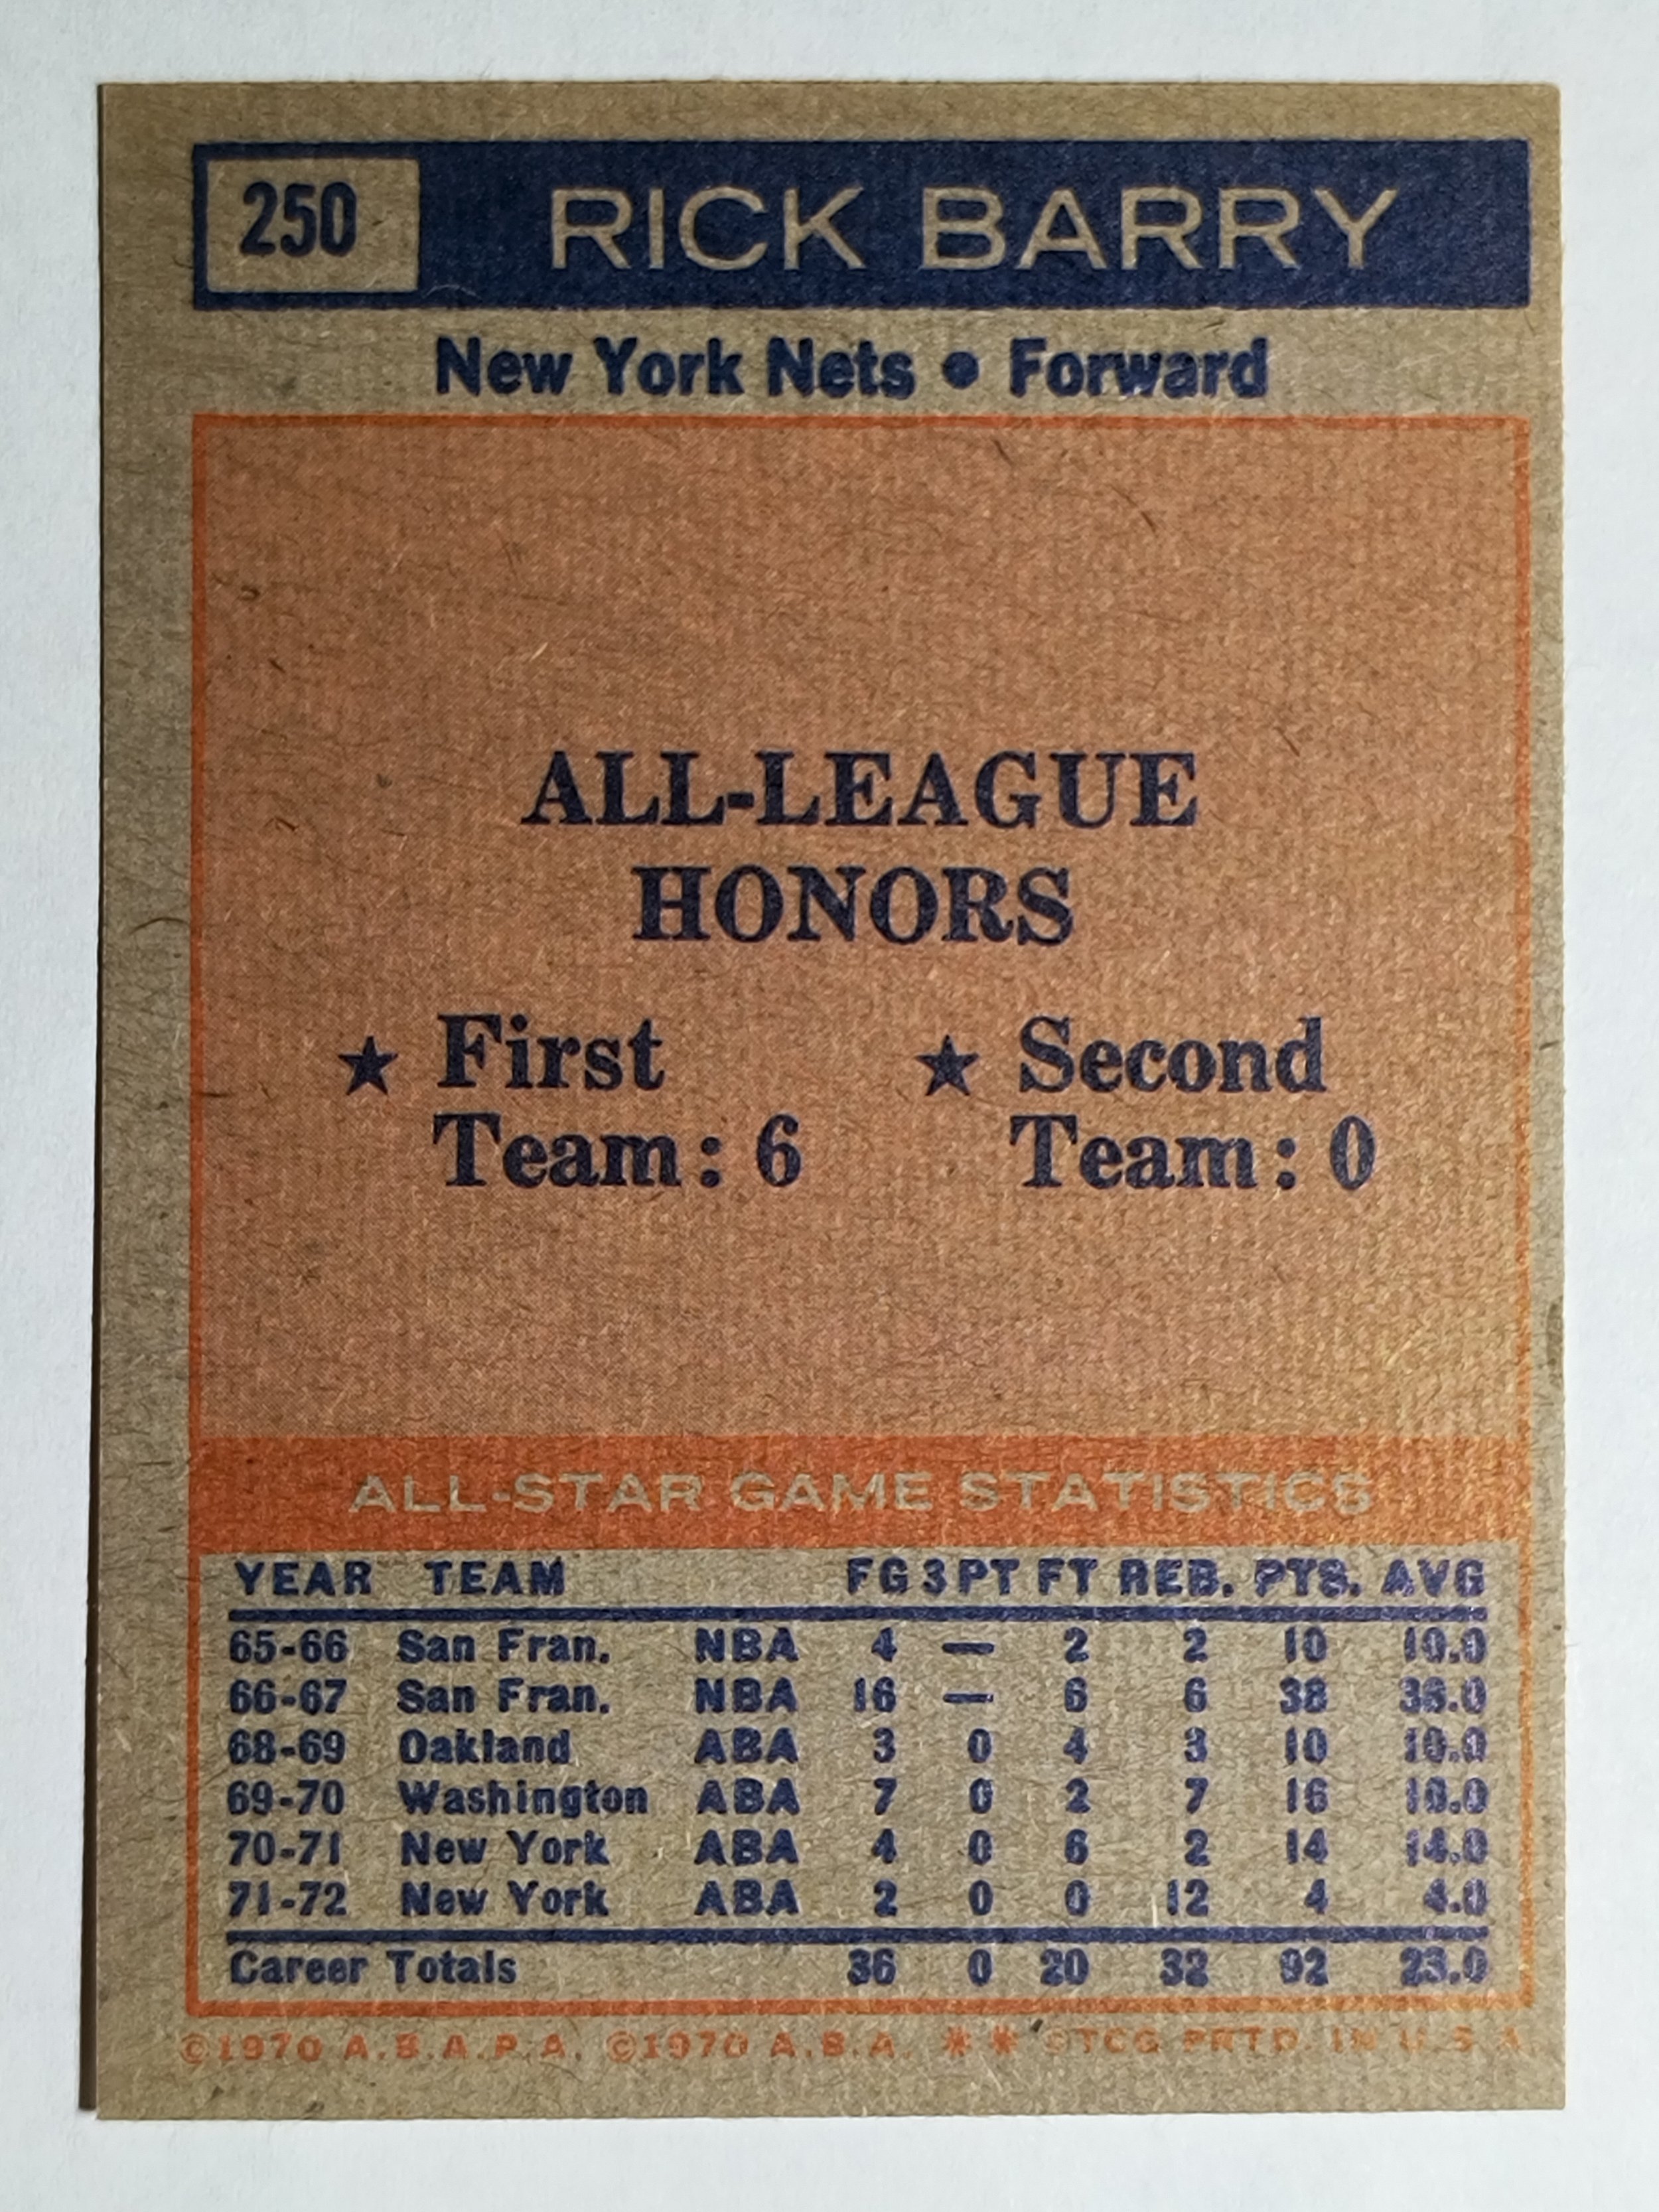 250 RICK BARRY
New York Nets • Forward
ALL-LEAGUE
HONORS
★ First ★ Second
Team: 6 Team: 0
ALL-STAR GAME STATISTICS
YEAR TEAM FG 3PT FT REB. PTS. AVG
65-66 San Fran. NBA 4 — 2 2 10 10.0
66-67 San Fran. NBA 16 — 6 6 38 38.0
68-69 Oakland ABA 3 0 4 3 10 10.0
69-70 Washington ABA 7 0 2 7 16 16.0
70-71 New York ABA 4 0 6 2 14 14.0
71-72 New York ABA 2 0 0 12 4 4.0
Career Totals 36 0 20 32 92 23.0
©1970 A.B.A.P.A. ©1970 A.B.A. ** ©TCG PRTD. IN U.S.A.